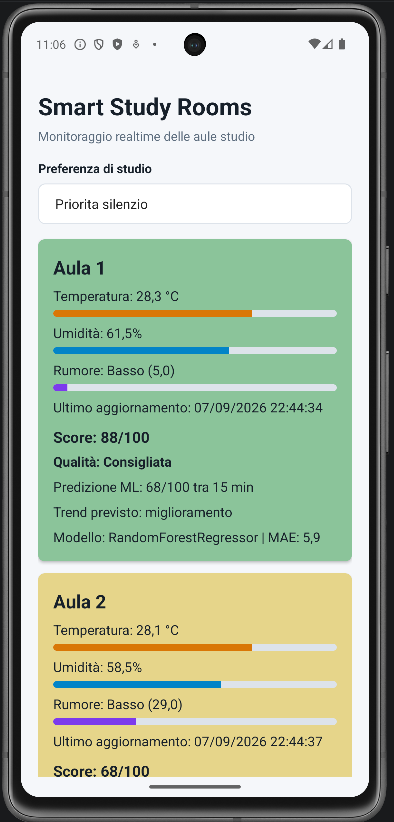 11:06
Smart Study Rooms
Monitoraggio realtime delle aule studio
Preferenza di studio
Priorita silenzio
Aula 1
Temperatura: 28,3 °C
Umidità: 61,5%
Rumore: Basso (5,0)
Ultimo aggiornamento: 07/09/2026 22:44:34
Score: 88/100
Qualità: Consigliata
Predizione ML: 68/100 tra 15 min
Trend previsto: miglioramento
Modello: RandomForestRegressor | MAE: 5,9
Aula 2
Temperatura: 28,1 °C
Umidità: 58,5%
Rumore: Basso (29,0)
Ultimo aggiornamento: 07/09/2026 22:44:37
Score: 68/100